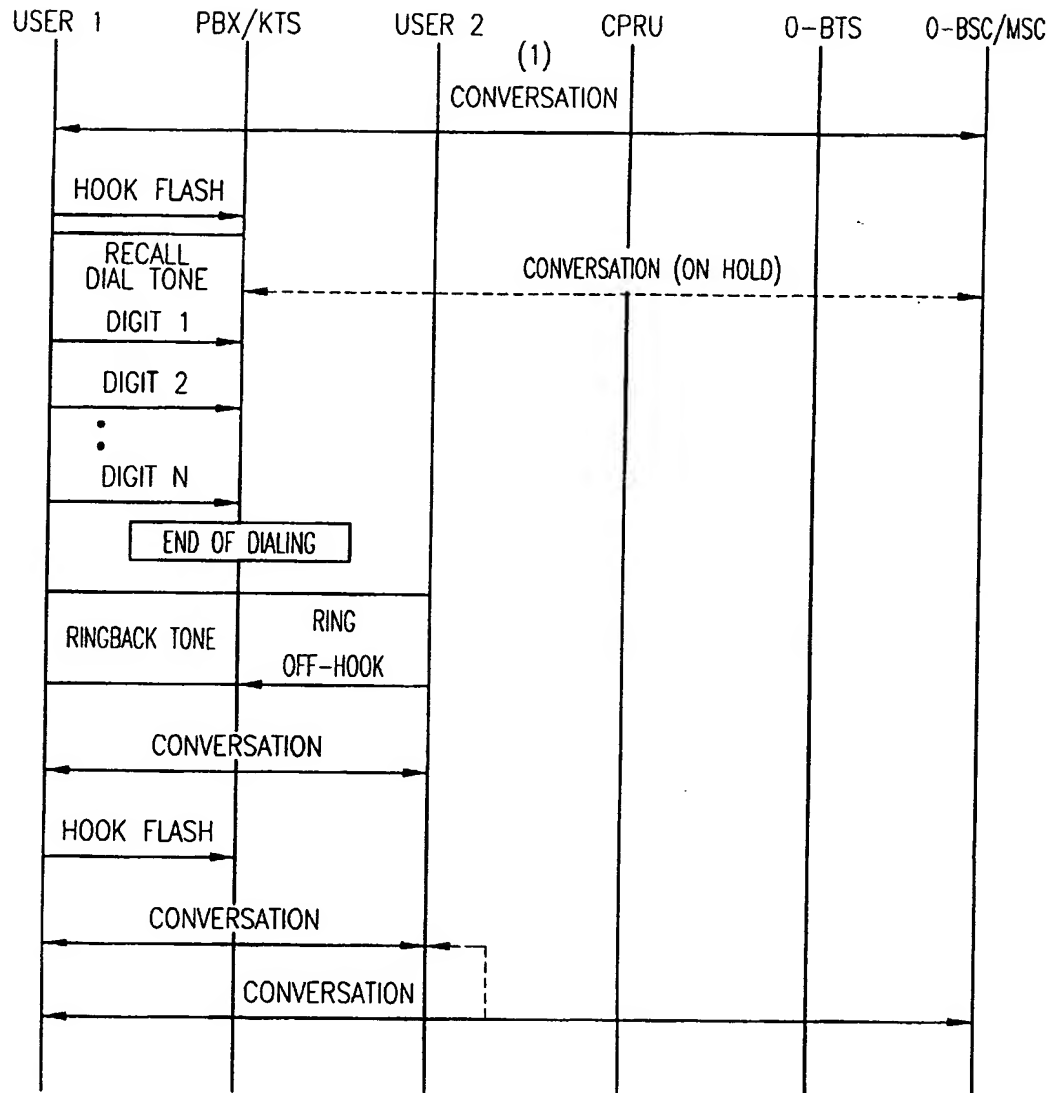 USER 1 PBX/KTS USER 2 CPRU O-BTS O-BSC/MSC
(1)
CONVERSATION
HOOK FLASH
RECALL
DIAL TONE
CONVERSATION (ON HOLD)
DIGIT 1
DIGIT 2
DIGIT N
END OF DIALING
RINGBACK TONE
RING
OFF-HOOK
CONVERSATION
HOOK FLASH
CONVERSATION
CONVERSATION